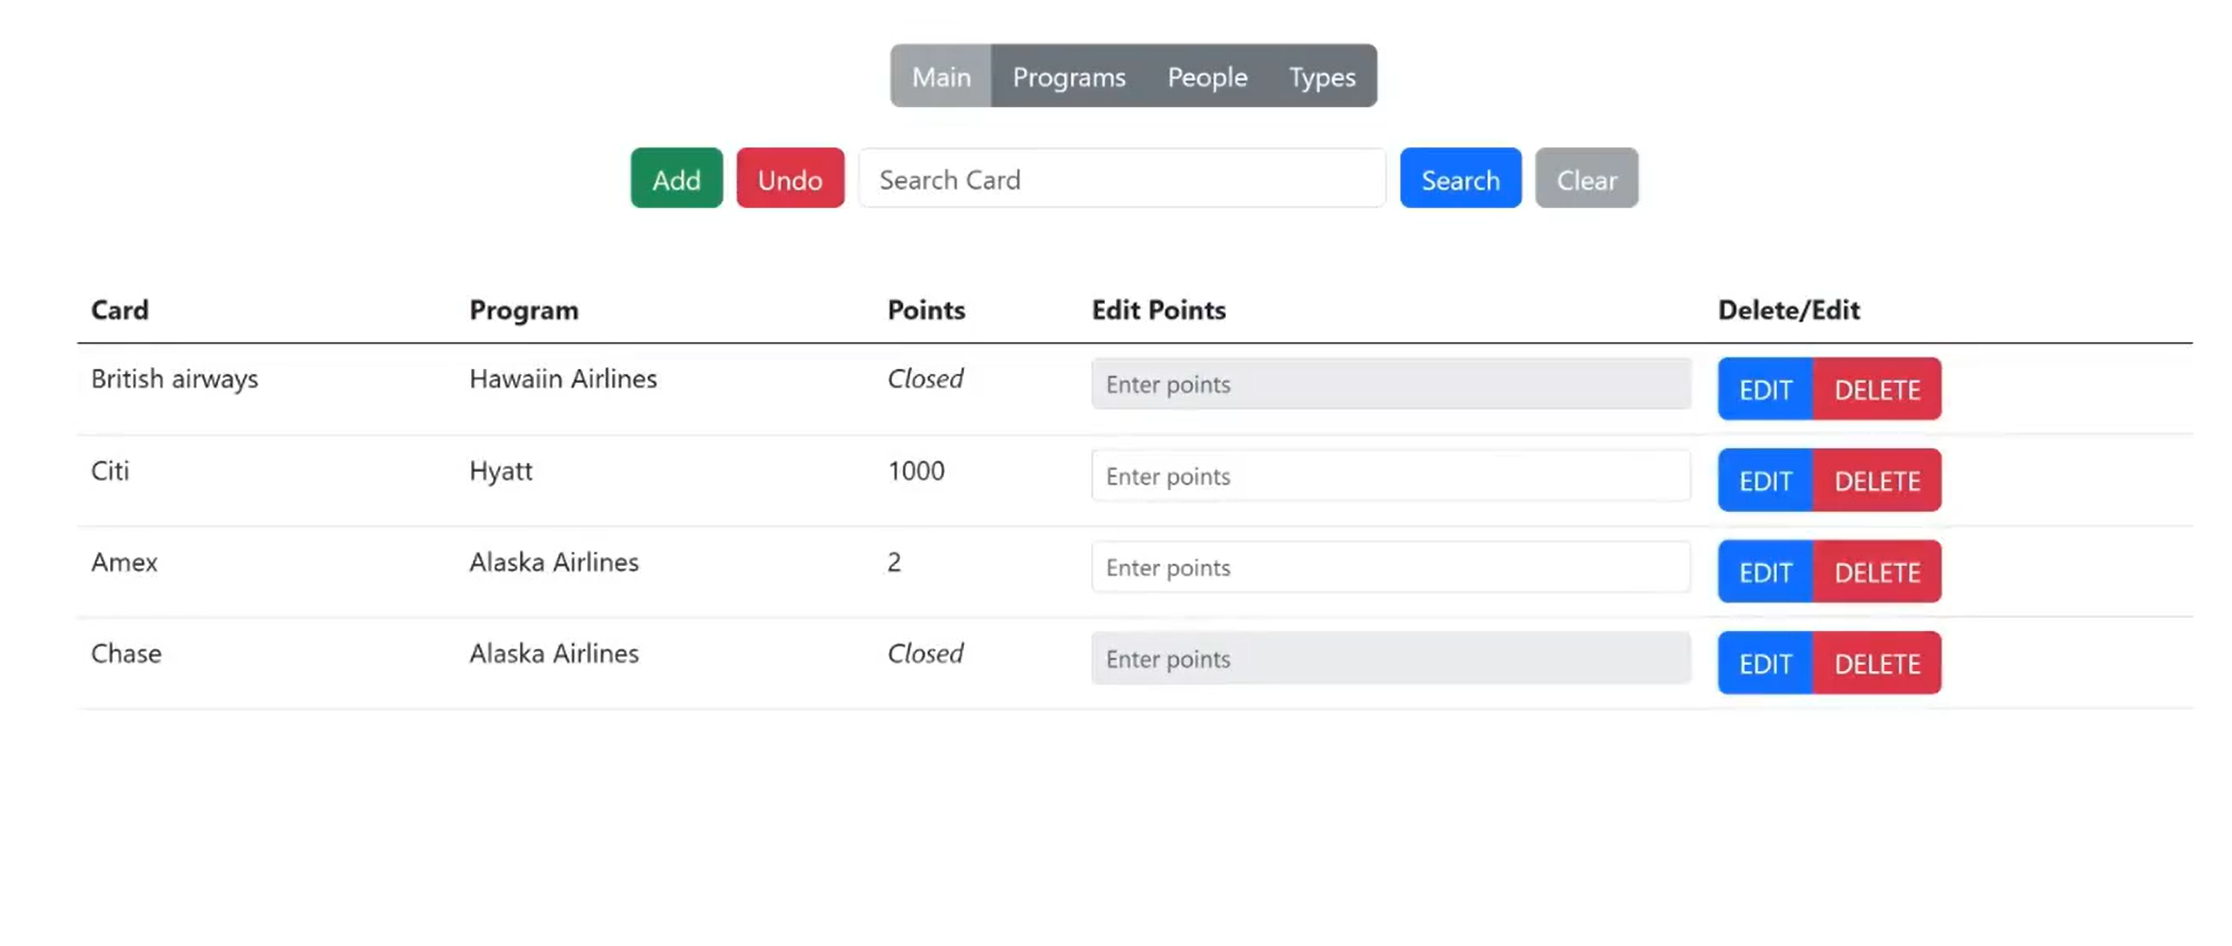 Main Programs People Types
Add Undo Search Card Search Clear
Card Program Points Edit Points Delete/Edit
British airways Hawaiin Airlines Closed Enter points EDIT DELETE
Citi Hyatt 1000 Enter points EDIT DELETE
Amex Alaska Airlines 2 Enter points EDIT DELETE
Chase Alaska Airlines Closed Enter points EDIT DELETE